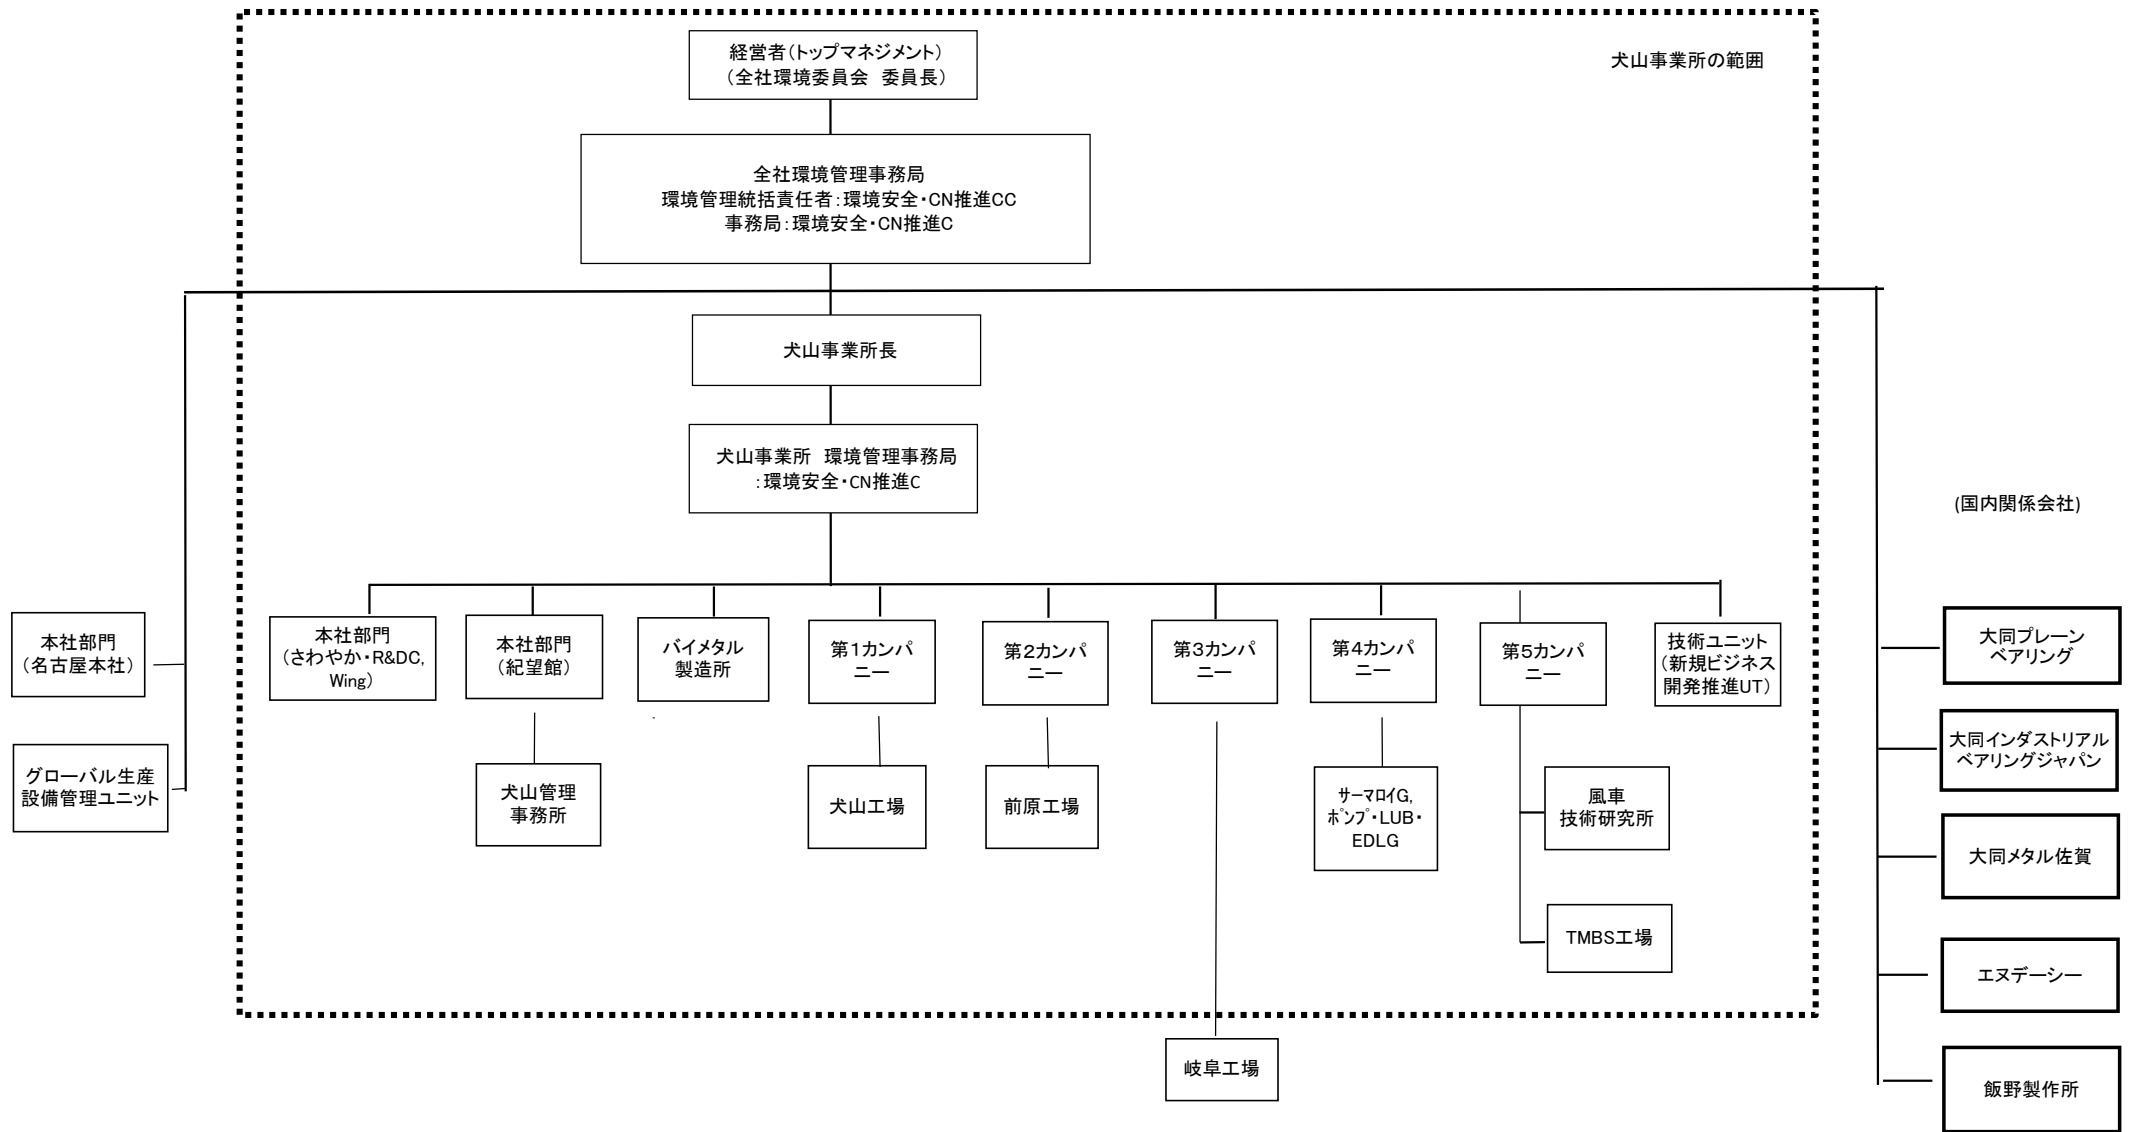 経営者(トップマネジメント)
(全社環境委員会　委員長)
犬山事業所の範囲
全社環境管理事務局
環境管理統括責任者:環境安全・CN推進CC
事務局:環境安全・CN推進C
犬山事業所長
犬山事業所　環境管理事務局
:環境安全・CN推進C
(国内関係会社)
本社部門
(名古屋本社)
グローバル生産
設備管理ユニット
本社部門
(さわやか・R&DC,
Wing)
本社部門
(紀望館)
バイメタル
製造所
第1カンパ
ニー
第2カンパ
ニー
第3カンパ
ニー
第4カンパ
ニー
第5カンパ
ニー
技術ユニット
(新規ビジネス
開発推進UT)
犬山管理
事務所
犬山工場
前原工場
ｻｰﾏﾛｲG,
ﾎﾟﾝﾌﾟ・LUB・
EDLG
風車
技術研究所
TMBS工場
岐阜工場
大同プレーン
ベアリング
大同インダストリアル
ベアリングジャパン
大同メタル佐賀
エヌデーシー
飯野製作所